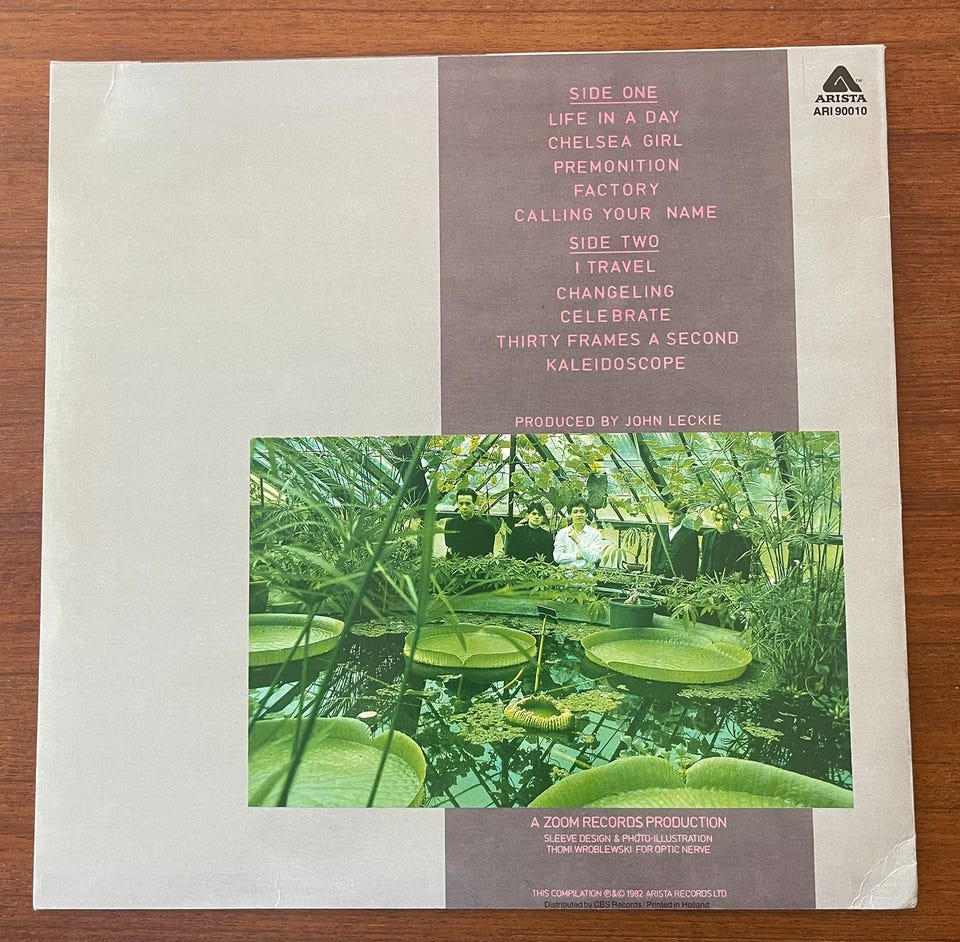 SIDE ONE
LIFE IN A DAY
CHELSEA GIRL
PREMONITION
FACTORY
CALLING YOUR NAME
SIDE TWO
I TRAVEL
CHANGELING
CELEBRATE
THIRTY FRAMES A SECOND
KALEIDOSCOPE
PRODUCED BY JOHN LECKIE
ARISTA™
ARI 90010
A ZOOM RECORDS PRODUCTION
SLEEVE DESIGN & PHOTO-ILLUSTRATION
THOMI WROBLEWSKI FOR OPTIC NERVE
THIS COMPILATION ℗&© 1982 ARISTA RECORDS LTD
Distributed by CBS Records Printed in Holland